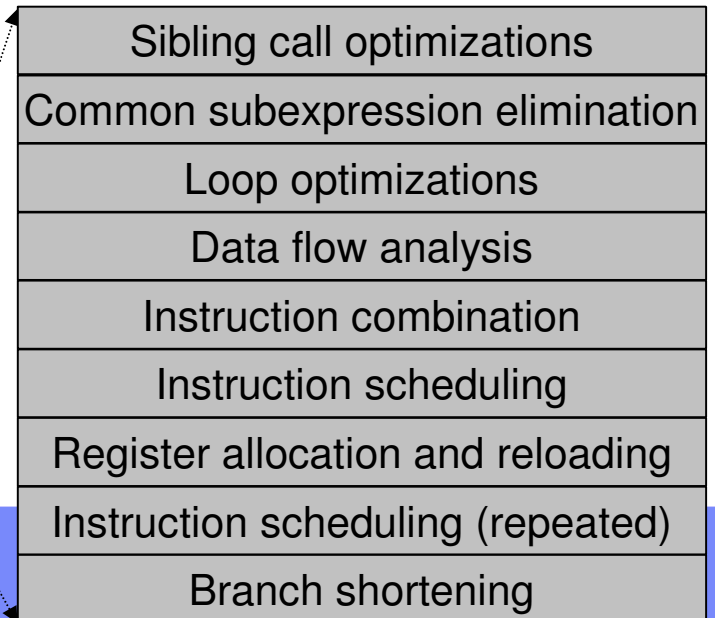 Sibling call optimizations
Common subexpression elimination
Loop optimizations
Data flow analysis
Instruction combination
Instruction scheduling
Register allocation and reloading
Instruction scheduling (repeated)
Branch shortening